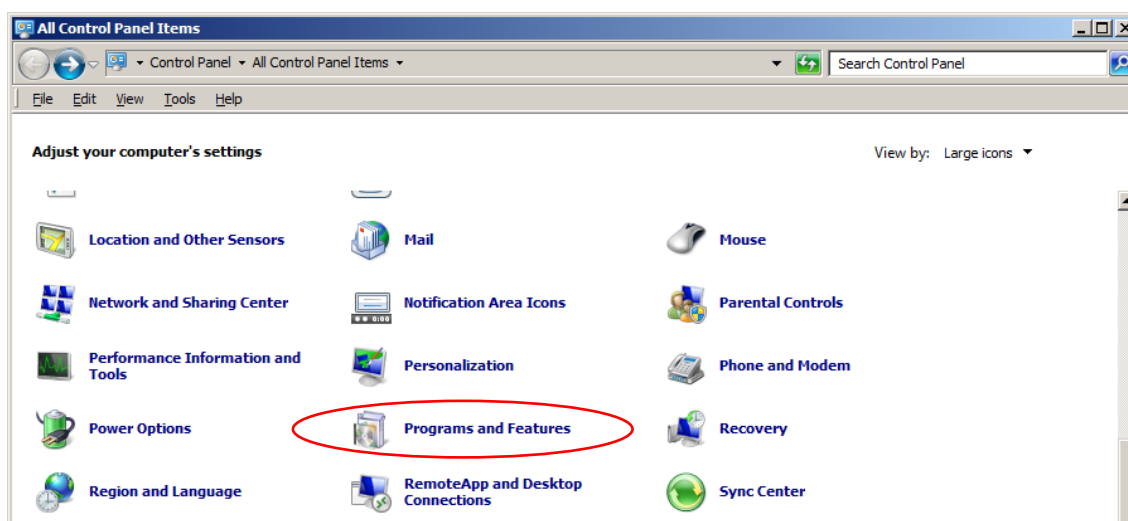 All Control Panel Items
Control Panel All Control Panel Items Search Control Panel
File Edit View Tools Help
Adjust your computer's settings View by: Large icons
Location and Other Sensors Mail Mouse
Network and Sharing Center Notification Area Icons 0:00 Parental Controls
Performance Information and
Tools Personalization Phone and Modem
Power Options Programs and Features Recovery
Region and Language RemoteApp and Desktop
Connections Sync Center